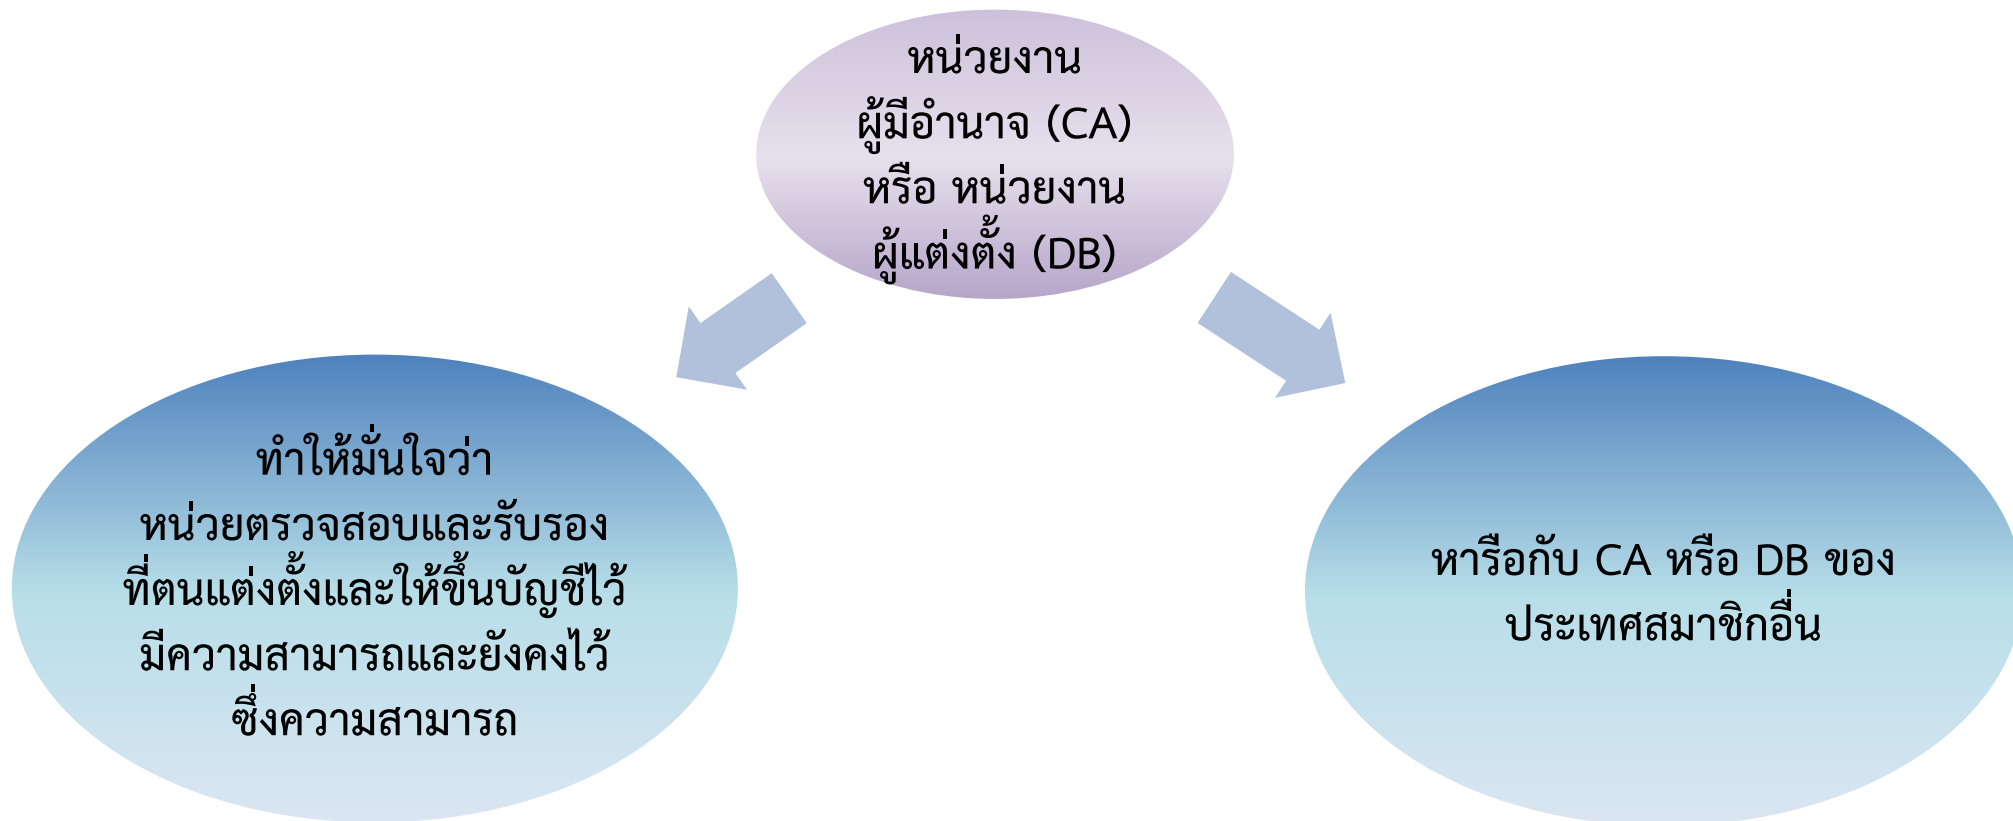 หน่วยงาน
ผู้มีอำนาจ (CA)
หรือ หน่วยงาน
ผู้แต่งตั้ง (DB)
ทำให้มั่นใจว่า
หน่วยตรวจสอบและรับรอง
ที่ตนแต่งตั้งและให้ขึ้นบัญชีไว้
มีความสามารถและยังคงไว้
ซึ่งความสามารถ
หารือกับ CA หรือ DB ของ
ประเทศสมาชิกอื่น